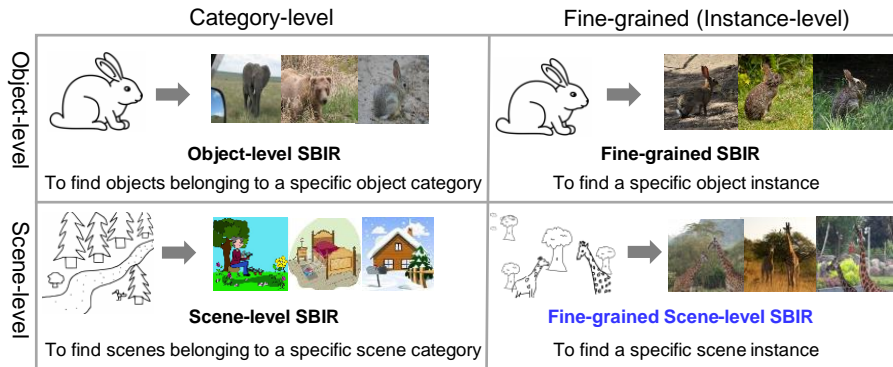 Category-level
Fine-grained (Instance-level)
Object-level
Object-level SBIR
To find objects belonging to a specific object category
Fine-grained SBIR
To find a specific object instance
Scene-level
Scene-level SBIR
To find scenes belonging to a specific scene category
Fine-grained Scene-level SBIR
To find a specific scene instance